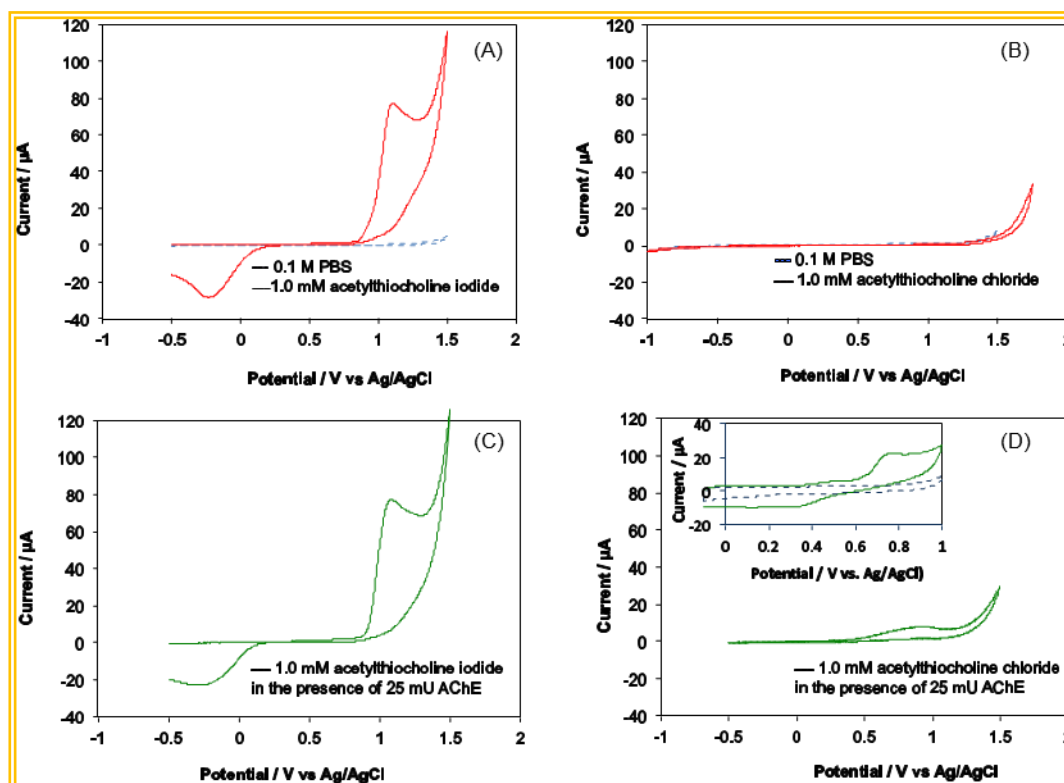 120
100
80
60
40
20
0
-20
-40
Current / µA
(A)
0.1 M PBS
1.0 mM acetylthiocholine iodide
-1 -0.5 0 0.5 1 1.5 2
Potential / V vs Ag/AgCl
120
100
80
60
40
20
0
-20
-40
Current / µA
(B)
0.1 M PBS
1.0 mM acetylthiocholine chloride
-1 -0.5 0 0.5 1 1.5 2
Potential / V vs Ag/AgCl
120
100
80
60
40
20
0
-20
-40
Current / µA
(C)
1.0 mM acetylthiocholine iodide
in the presence of 25 mU AChE
-1 -0.5 0 0.5 1 1.5 2
Potential / V vs Ag/AgCl
120
100
80
60
40
20
0
-20
-40
Current / µA
(D)
40
20
0
-20
Current / µA
0 0.2 0.4 0.6 0.8 1
Potential / V vs. Ag/AgCl)
1.0 mM acetylthiocholine chloride
in the presence of 25 mU AChE
-1 -0.5 0 0.5 1 1.5 2
Potential / V vs Ag/AgCl